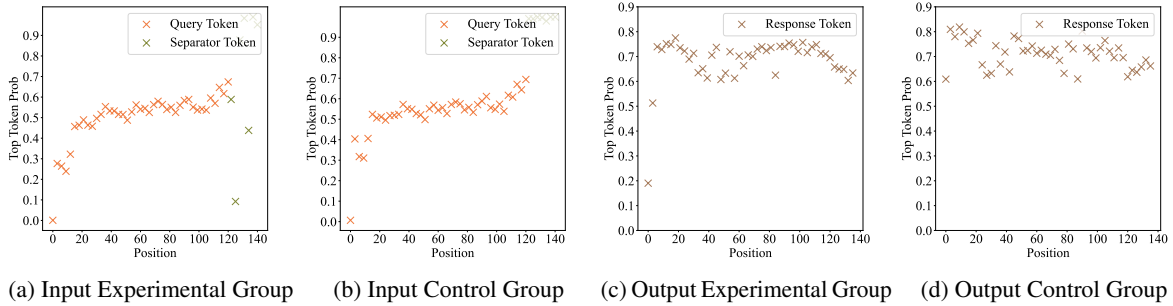 Query Token
Separator Token
Top Token Prob
0.9
0.8
0.7
0.6
0.5
0.4
0.3
0.2
0.1
0.0
0 20 40 60 80 100 120 140
Position
(a) Input Experimental Group
Query Token
Separator Token
Top Token Prob
0.9
0.8
0.7
0.6
0.5
0.4
0.3
0.2
0.1
0.0
0 20 40 60 80 100 120 140
Position
(b) Input Control Group
Response Token
Top Token Prob
0.9
0.8
0.7
0.6
0.5
0.4
0.3
0.2
0.1
0 20 40 60 80 100 120 140
Position
(c) Output Experimental Group
Response Token
Top Token Prob
0.9
0.8
0.7
0.6
0.5
0.4
0.3
0.2
0.1
0 20 40 60 80 100 120 140
Position
(d) Output Control Group